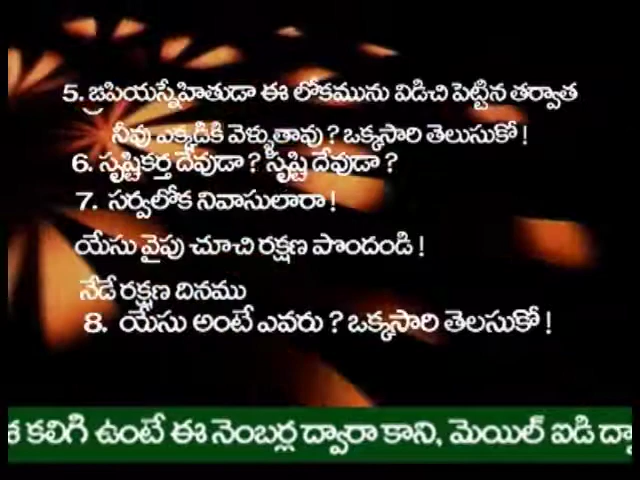 5. ప్రియస్నేహితుడా ఈ లోకమును విడిచి పెట్టిన తర్వాత
నీవు ఎక్కడికి వెళ్ళుతావు ? ఒక్కసారి తెలుసుకో !
6. సృష్టికర్త దేవుడా ? సృష్టి దేవుడా ?
7. సర్వలోక నివాసులారా !
యేసు వైపు చూచి రక్షణ పొందండి !
నేడే రక్షణ దినము
8. యేసు అంటే ఎవరు ? ఒక్కసారి తెలసుకో !
కలిగి ఉంటే ఈ నెంబర్ల ద్వారా కాని, మెయిల్ ఐడి